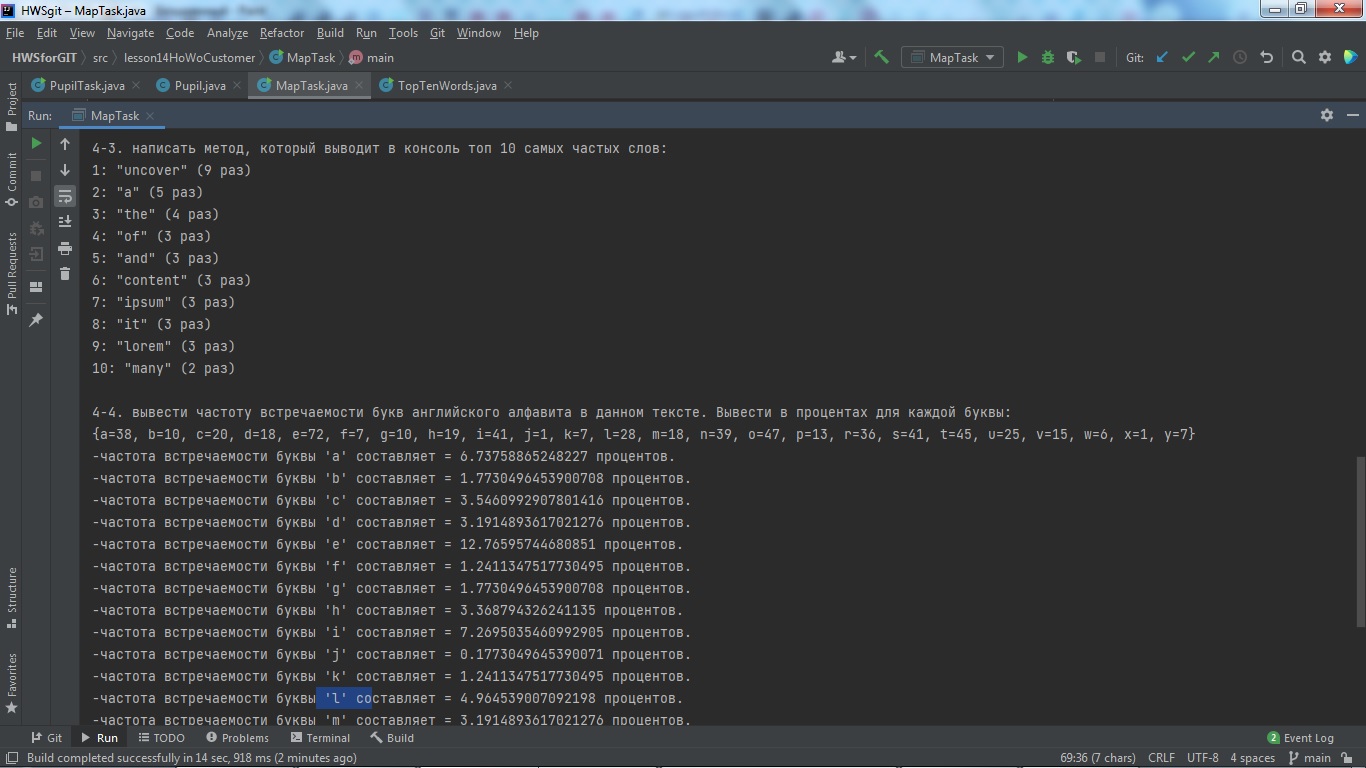 HWSgit – MapTask.java
File Edit View Navigate Code Analyze Refactor Build Run Tools Git Window Help
HWSforGIT src lesson14HoWoCustomer MapTask main MapTask Git:
PupilTask.java Pupil.java MapTask.java TopTenWords.java
Run: MapTask
Project
Commit
Pull Requests
Structure
Favorites
4-3. написать метод, который выводит в консоль топ 10 самых частых слов:
1: "uncover" (9 раз)
2: "a" (5 раз)
3: "the" (4 раз)
4: "of" (3 раз)
5: "and" (3 раз)
6: "content" (3 раз)
7: "ipsum" (3 раз)
8: "it" (3 раз)
9: "lorem" (3 раз)
10: "many" (2 раз)
4-4. вывести частоту встречаемости букв английского алфавита в данном тексте. Вывести в процентах для каждой буквы:
{a=38, b=10, c=20, d=18, e=72, f=7, g=10, h=19, i=41, j=1, k=7, l=28, m=18, n=39, o=47, p=13, r=36, s=41, t=45, u=25, v=15, w=6, x=1, y=7}
-частота встречаемости буквы 'a' составляет = 6.73758865248227 процентов.
-частота встречаемости буквы 'b' составляет = 1.7730496453900708 процентов.
-частота встречаемости буквы 'c' составляет = 3.5460992907801416 процентов.
-частота встречаемости буквы 'd' составляет = 3.1914893617021276 процентов.
-частота встречаемости буквы 'e' составляет = 12.76595744680851 процентов.
-частота встречаемости буквы 'f' составляет = 1.2411347517730495 процентов.
-частота встречаемости буквы 'g' составляет = 1.7730496453900708 процентов.
-частота встречаемости буквы 'h' составляет = 3.368794326241135 процентов.
-частота встречаемости буквы 'i' составляет = 7.2695035460992905 процентов.
-частота встречаемости буквы 'j' составляет = 0.1773049645390071 процентов.
-частота встречаемости буквы 'k' составляет = 1.2411347517730495 процентов.
-частота встречаемости буквы 'l' составляет = 4.964539007092198 процентов.
-частота встречаемости буквы 'm' составляет = 3.1914893617021276 процентов.
Git Run TODO Problems Terminal Build 2 Event Log
Build completed successfully in 14 sec, 918 ms (2 minutes ago) 69:36 (7 chars) CRLF UTF-8 4 spaces main